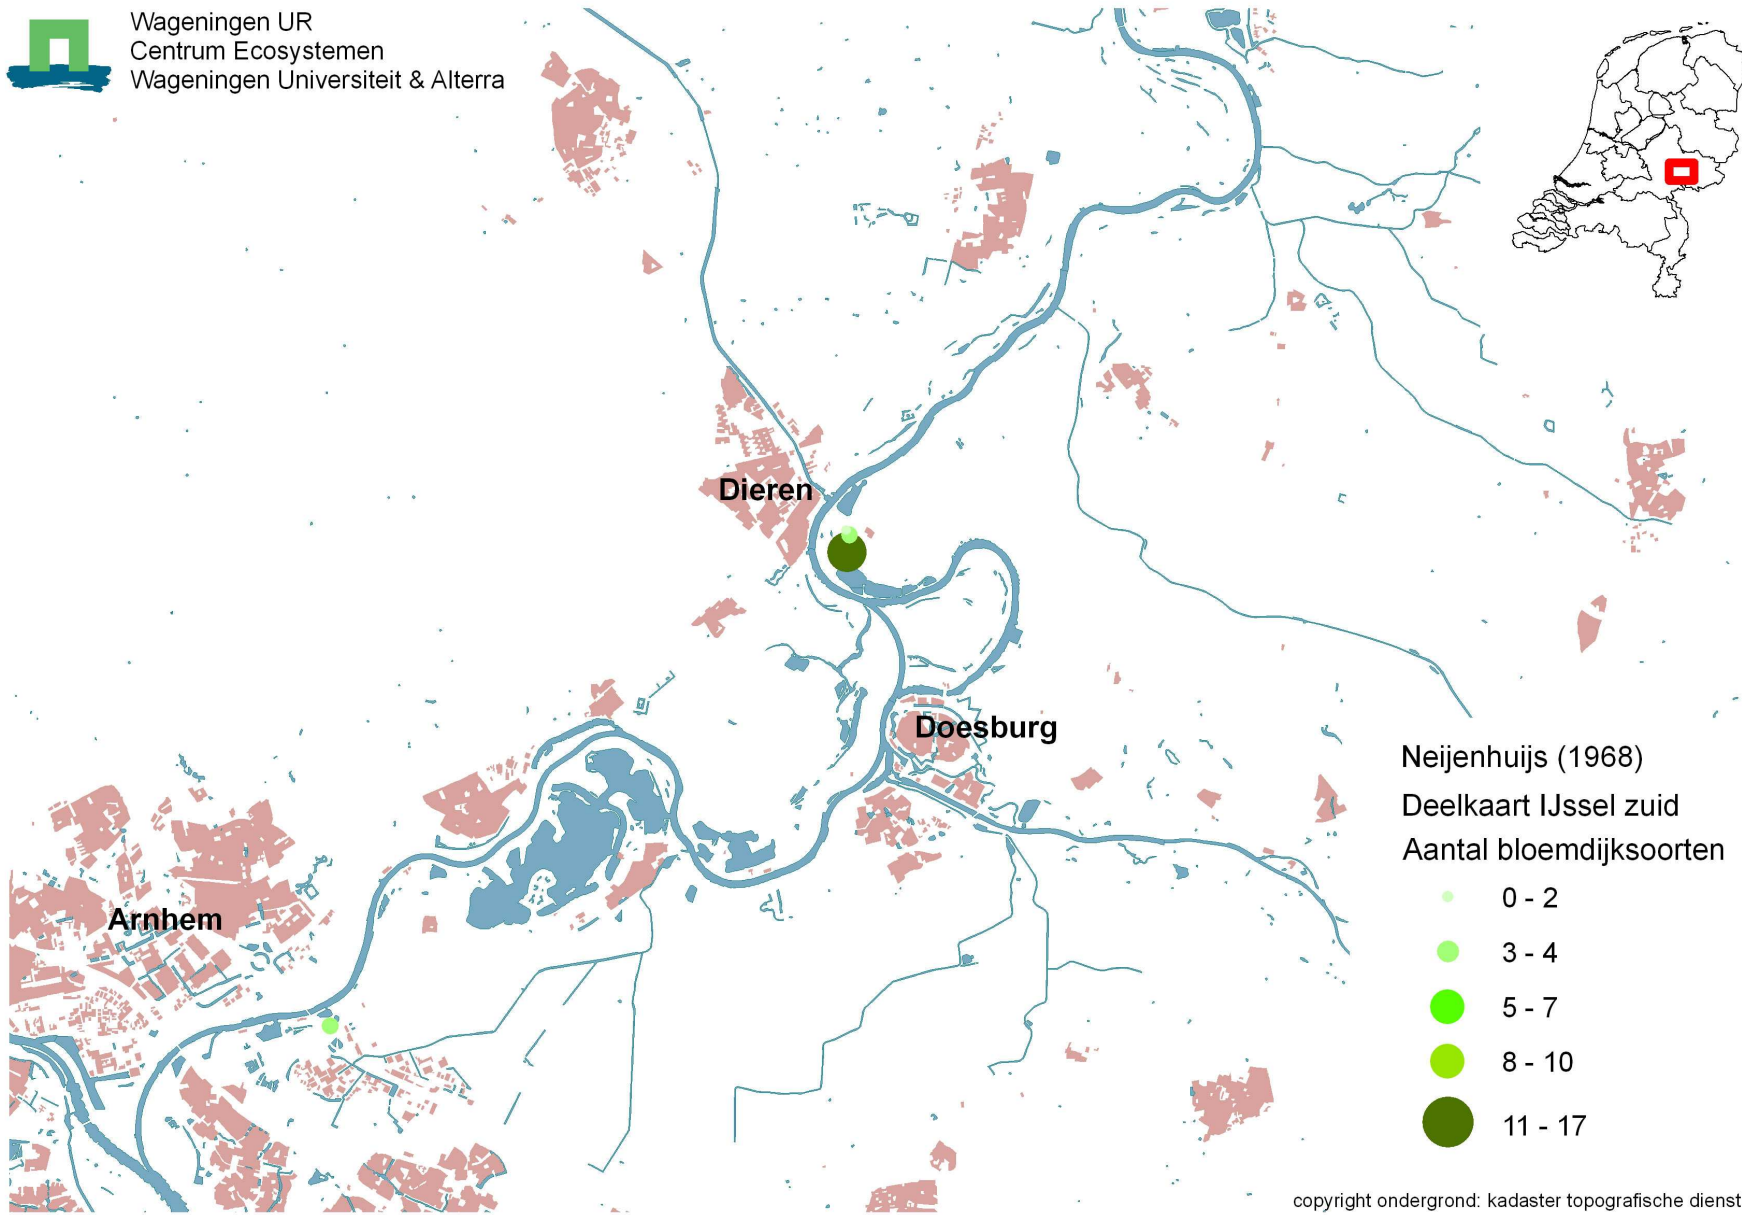 Wageningen UR
Centrum Ecosystemen
Wageningen Universiteit & Alterra
Dieren
Doesburg
Arnhem
Neijenhuijs (1968)
Deelkaart IJssel zuid
Aantal bloemdijksoorten
0 - 2
3 - 4
5 - 7
8 - 10
11 - 17
copyright ondergrond: kadaster topografische dienst